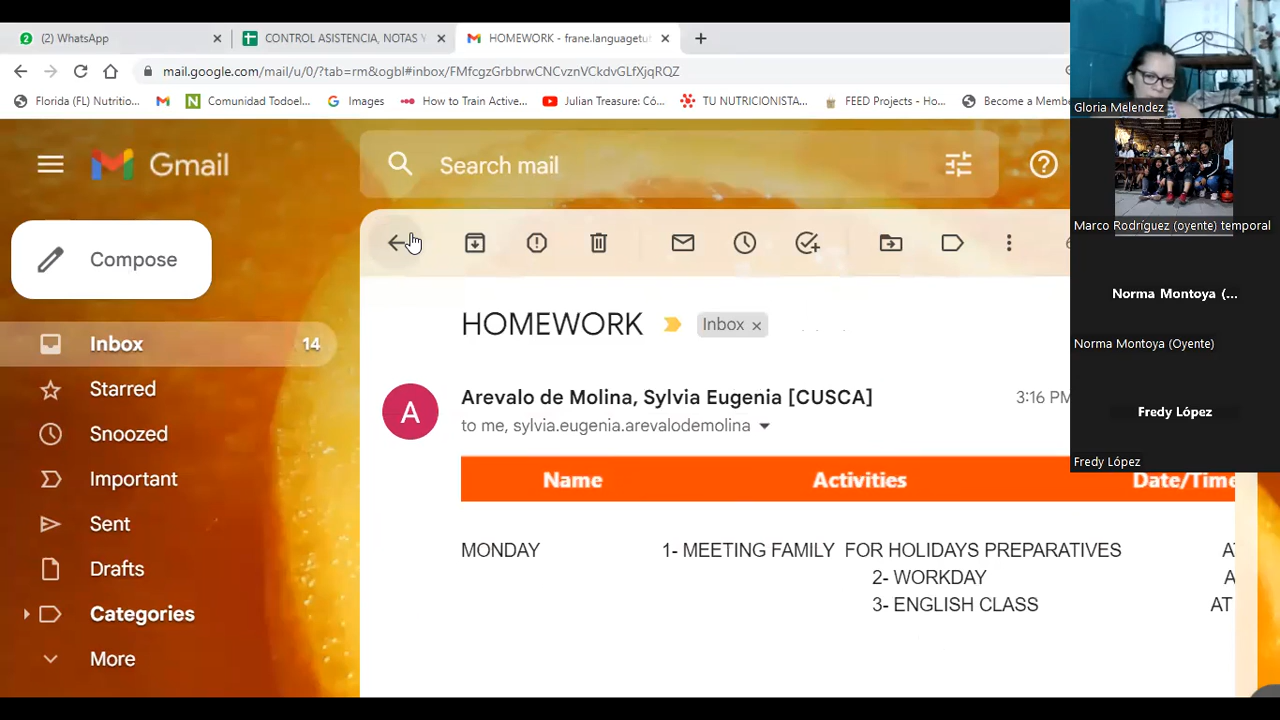 (2) WhatsApp
CONTROL ASISTENCIA, NOTAS Y
HOMEWORK - frane.languagetu
mail.google.com/mail/u/0/?tab=rm&ogbl#inbox/FMfcgzGrbbrwCNCvznVCkdvGLfXjqRQZ
Florida (FL) Nutritio...
Comunidad Todoel...
Images
How to Train Active...
Julian Treasure: Có...
TU NUTRICIONISTA...
FEED Projects - Ho...
Become a Membe
Gmail
Search mail
Compose
Inbox 14
Starred
Snoozed
Important
Sent
Drafts
Categories
More
HOMEWORK
Inbox ×
A
Arevalo de Molina, Sylvia Eugenia [CUSCA]
3:16 PM
to me, sylvia.eugenia.arevalodemolina
Name Activities Date/Time
MONDAY 1- MEETING FAMILY FOR HOLIDAYS PREPARATIVES
2- WORKDAY
3- ENGLISH CLASS AT
Gloria Melendez
Marco Rodríguez (oyente) temporal
Norma Montoya (...
Norma Montoya (Oyente)
Fredy López
Fredy López